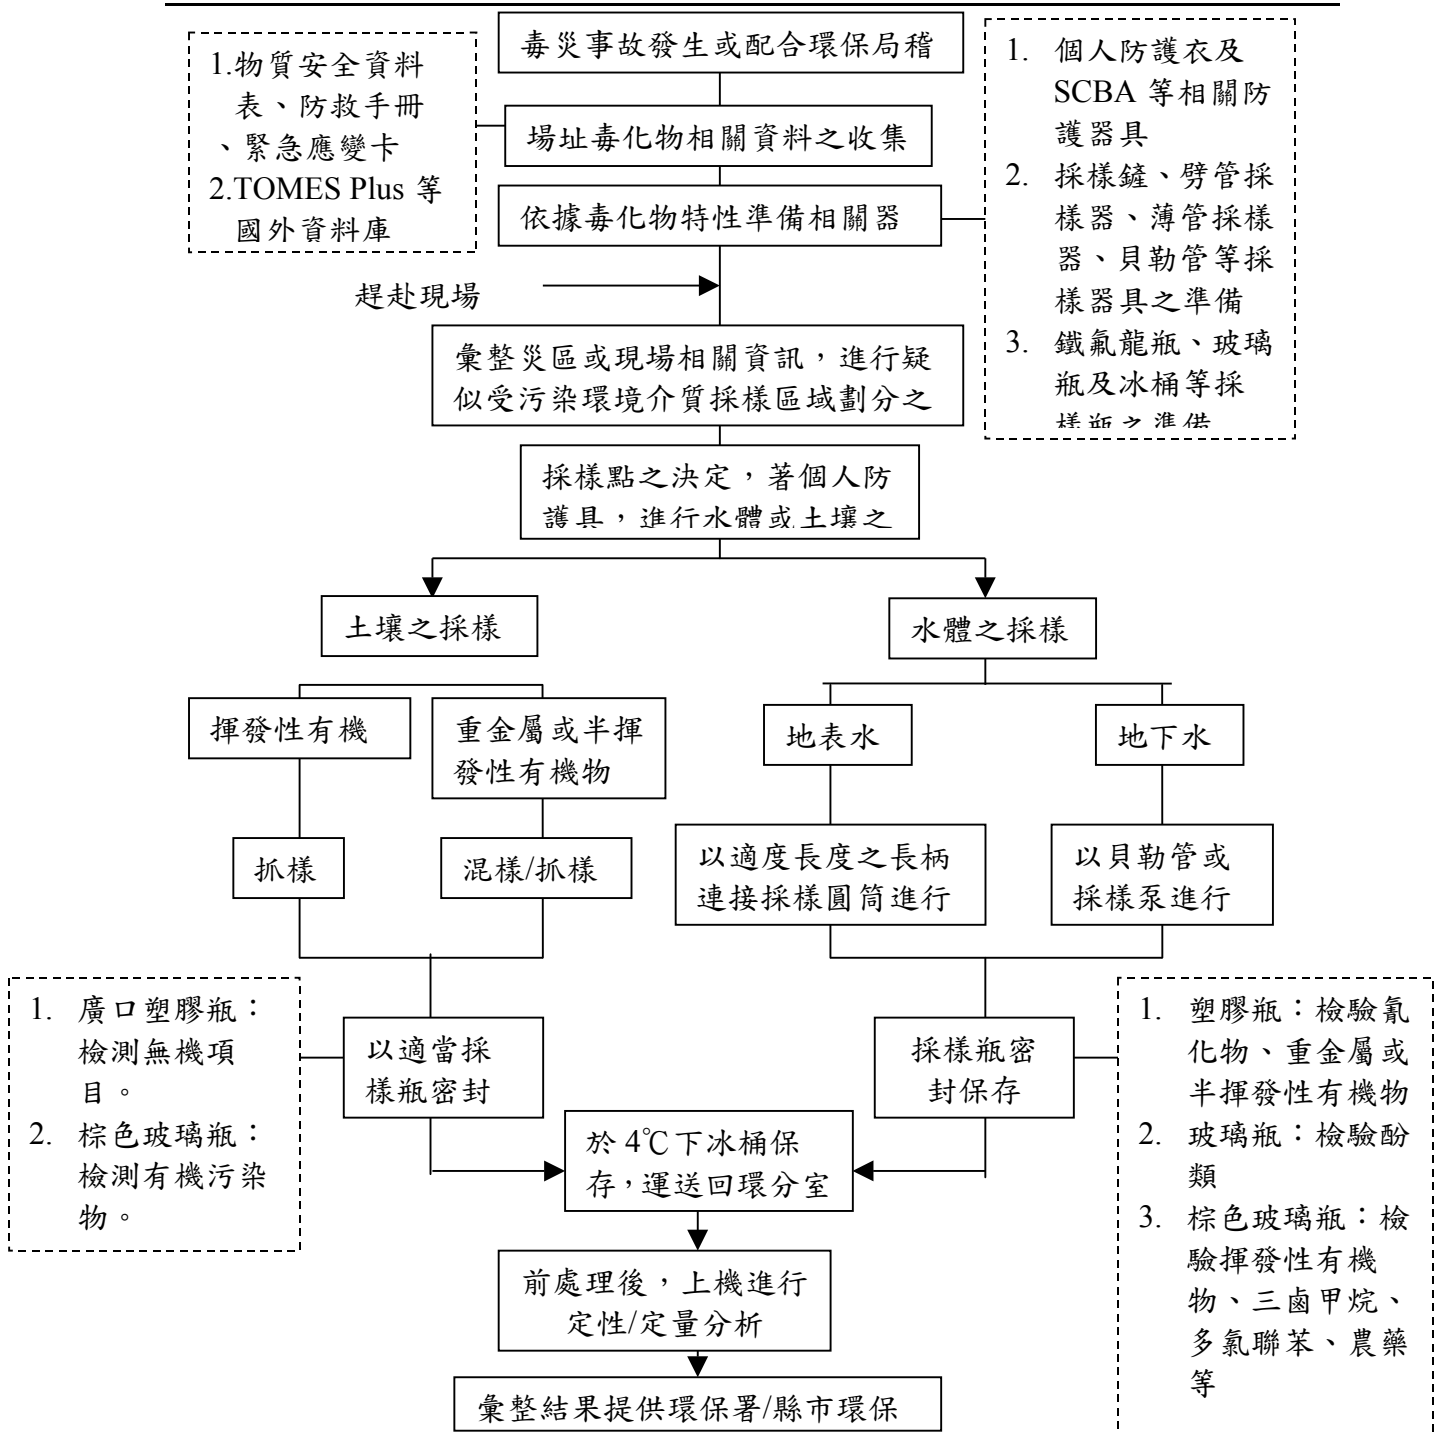 毒災事故發生或配合環保局稽
1.物質安全資料
表、防救手冊
、緊急應變卡
2.TOMES Plus 等
國外資料庫
場址毒化物相關資料之收集
依據毒化物特性準備相關器
1. 個人防護衣及
SCBA 等相關防
護器具
2. 採樣鏟、劈管採
樣器、薄管採樣
器、貝勒管等採
樣器具之準備
3. 鐵氟龍瓶、玻璃
瓶及冰桶等採
樣瓶之準備
趕赴現場
彙整災區或現場相關資訊，進行疑
似受污染環境介質採樣區域劃分之
採樣點之決定，著個人防
護具，進行水體或土壤之
土壤之採樣
水體之採樣
揮發性有機
重金屬或半揮
發性有機物
地表水
地下水
抓樣
混樣/抓樣
以適度長度之長柄
連接採樣圓筒進行
以貝勒管或
採樣泵進行
1. 廣口塑膠瓶：
檢測無機項
目。
2. 棕色玻璃瓶：
檢測有機污染
物。
以適當採
樣瓶密封
採樣瓶密
封保存
1. 塑膠瓶：檢驗氰
化物、重金屬或
半揮發性有機物
2. 玻璃瓶：檢驗酚
類
3. 棕色玻璃瓶：檢
驗揮發性有機
物、三鹵甲烷、
多氯聯苯、農藥
等
於 4℃下冰桶保
存，運送回環分室
前處理後，上機進行
定性/定量分析
彙整結果提供環保署/縣市環保